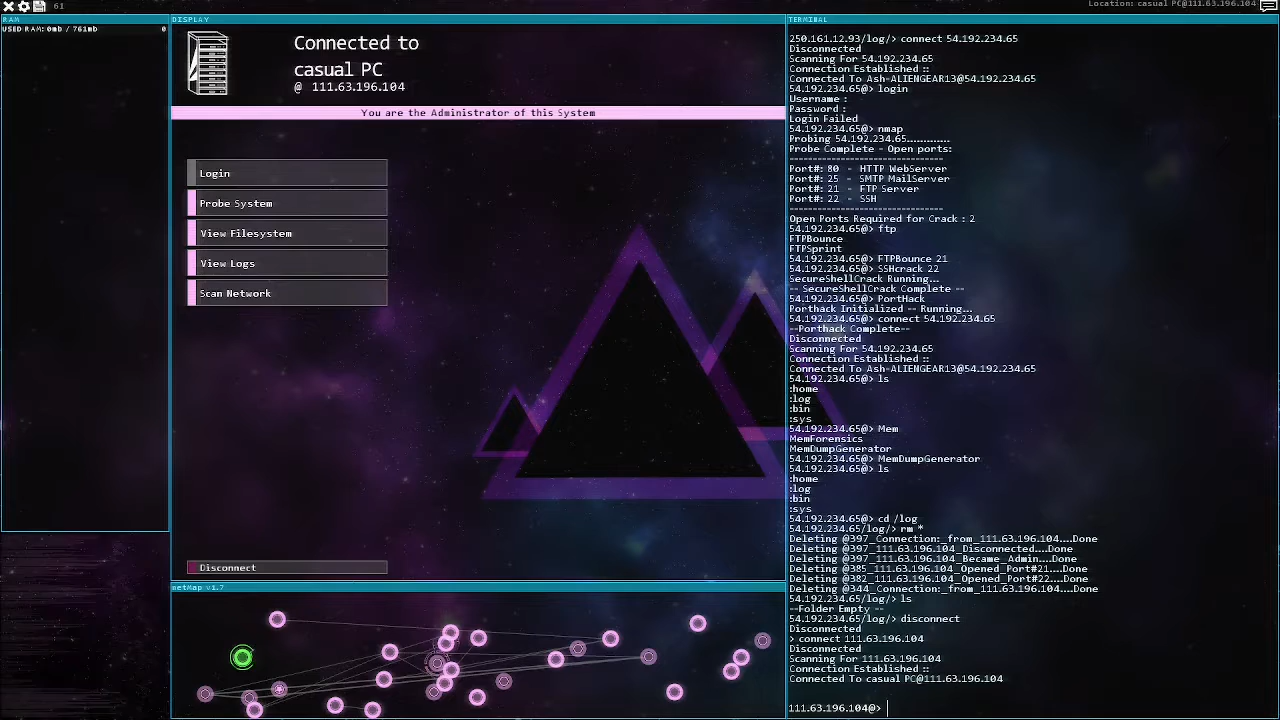 61
Location: casual PC@111.63.196.104
RAM
USED RAM: 0mb / 761mb 0
DISPLAY
Connected to
casual PC
@ 111.63.196.104
You are the Administrator of this System
Login
Probe System
View Filesystem
View Logs
Scan Network
Disconnect
netMap v1.7
TERMINAL
250.161.12.93/log/> connect 54.192.234.65
Disconnected
Scanning For 54.192.234.65
Connection Established ::
Connected To Ash-ALIENGEAR13@54.192.234.65
54.192.234.65@> login
Username :
Password :
Login Failed
54.192.234.65@> nmap
Probing 54.192.234.65.............
Probe Complete - Open ports:
---------------------------------
Port#: 80 - HTTP WebServer
Port#: 25 - SMTP MailServer
Port#: 21 - FTP Server
Port#: 22 - SSH
---------------------------------
Open Ports Required for Crack : 2
54.192.234.65@> ftp
FTPBounce
FTPSprint
54.192.234.65@> FTPBounce 21
54.192.234.65@> SSHcrack 22
SecureShellCrack Running...
-- SecureShellCrack Complete --
54.192.234.65@> PortHack
Porthack Initialized -- Running...
54.192.234.65@> connect 54.192.234.65
--Porthack Complete--
Disconnected
Scanning For 54.192.234.65
Connection Established ::
Connected To Ash-ALIENGEAR13@54.192.234.65
54.192.234.65@> ls
:home
:log
:bin
:sys
54.192.234.65@> Mem
MemForensics
MemDumpGenerator
54.192.234.65@> MemDumpGenerator
54.192.234.65@> ls
:home
:log
:bin
:sys
54.192.234.65@> cd /log
54.192.234.65/log/> rm *
Deleting @397_Connection:_from_111.63.196.104....Done
Deleting @397_111.63.196.104_Disconnected....Done
Deleting @397_111.63.196.104_Became_Admin....Done
Deleting @385_111.63.196.104_Opened_Port#21....Done
Deleting @382_111.63.196.104_Opened_Port#22....Done
Deleting @344_Connection:_from_111.63.196.104....Done
54.192.234.65/log/> ls
--Folder Empty --
54.192.234.65/log/> disconnect
Disconnected
> connect 111.63.196.104
Disconnected
Scanning For 111.63.196.104
Connection Established ::
Connected To casual PC@111.63.196.104
111.63.196.104@>